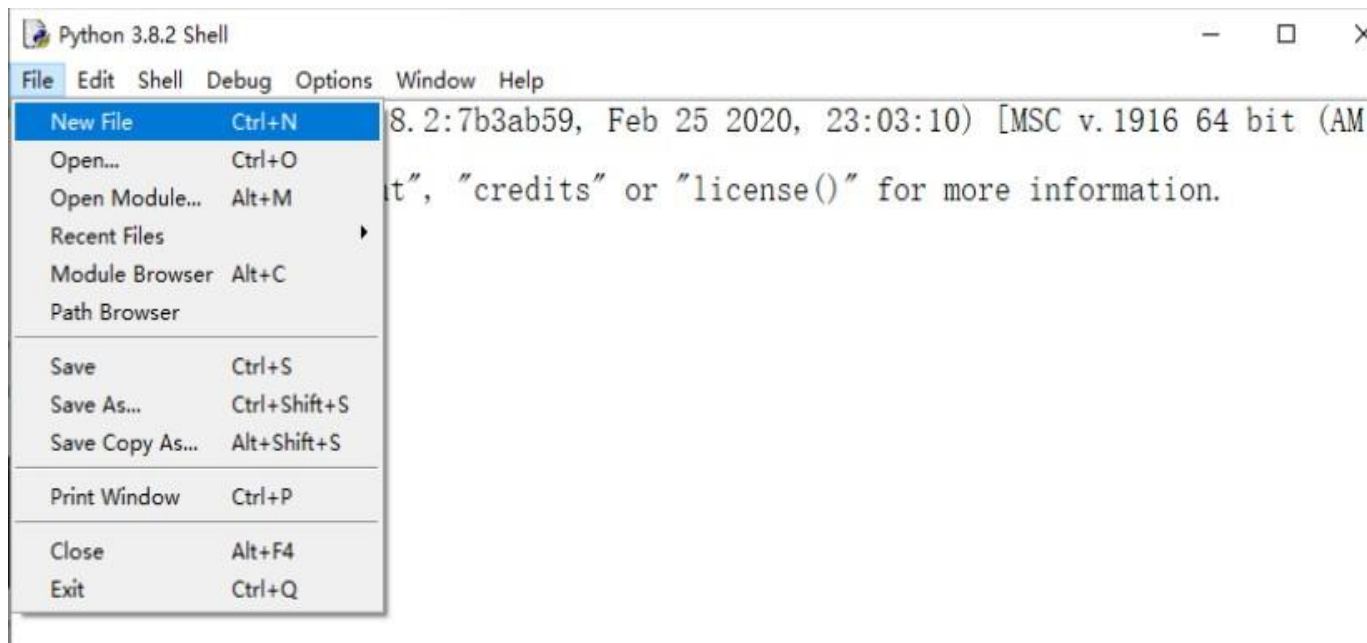 Python 3.8.2 Shell
File Edit Shell Debug Options Window Help
New File Ctrl+N
Open... Ctrl+O
Open Module... Alt+M
Recent Files
Module Browser Alt+C
Path Browser
Save Ctrl+S
Save As... Ctrl+Shift+S
Save Copy As... Alt+Shift+S
Print Window Ctrl+P
Close Alt+F4
Exit Ctrl+Q
8.2:7b3ab59, Feb 25 2020, 23:03:10) [MSC v.1916 64 bit (AM
t", "credits" or "license()" for more information.